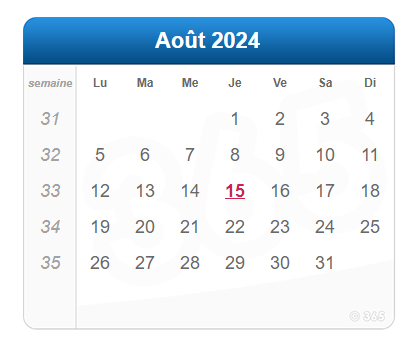 Août 2024
semaine Lu Ma Me Je Ve Sa Di
31 1 2 3 4
32 5 6 7 8 9 10 11
33 12 13 14 15 16 17 18
34 19 20 21 22 23 24 25
35 26 27 28 29 30 31
© 365